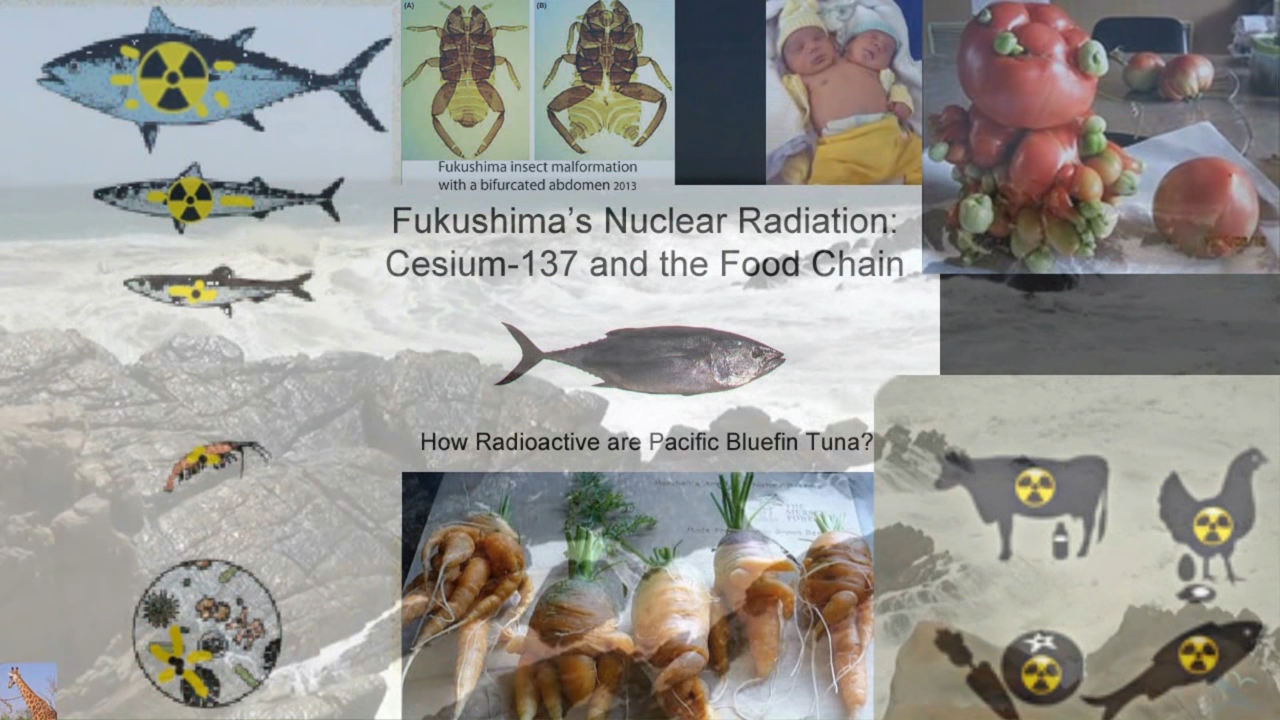 (A)
(B)
Fukushima insect malformation
with a bifurcated abdomen 2013
Fukushima's Nuclear Radiation:
Cesium-137 and the Food Chain
How Radioactive are Pacific Bluefin Tuna?
THE